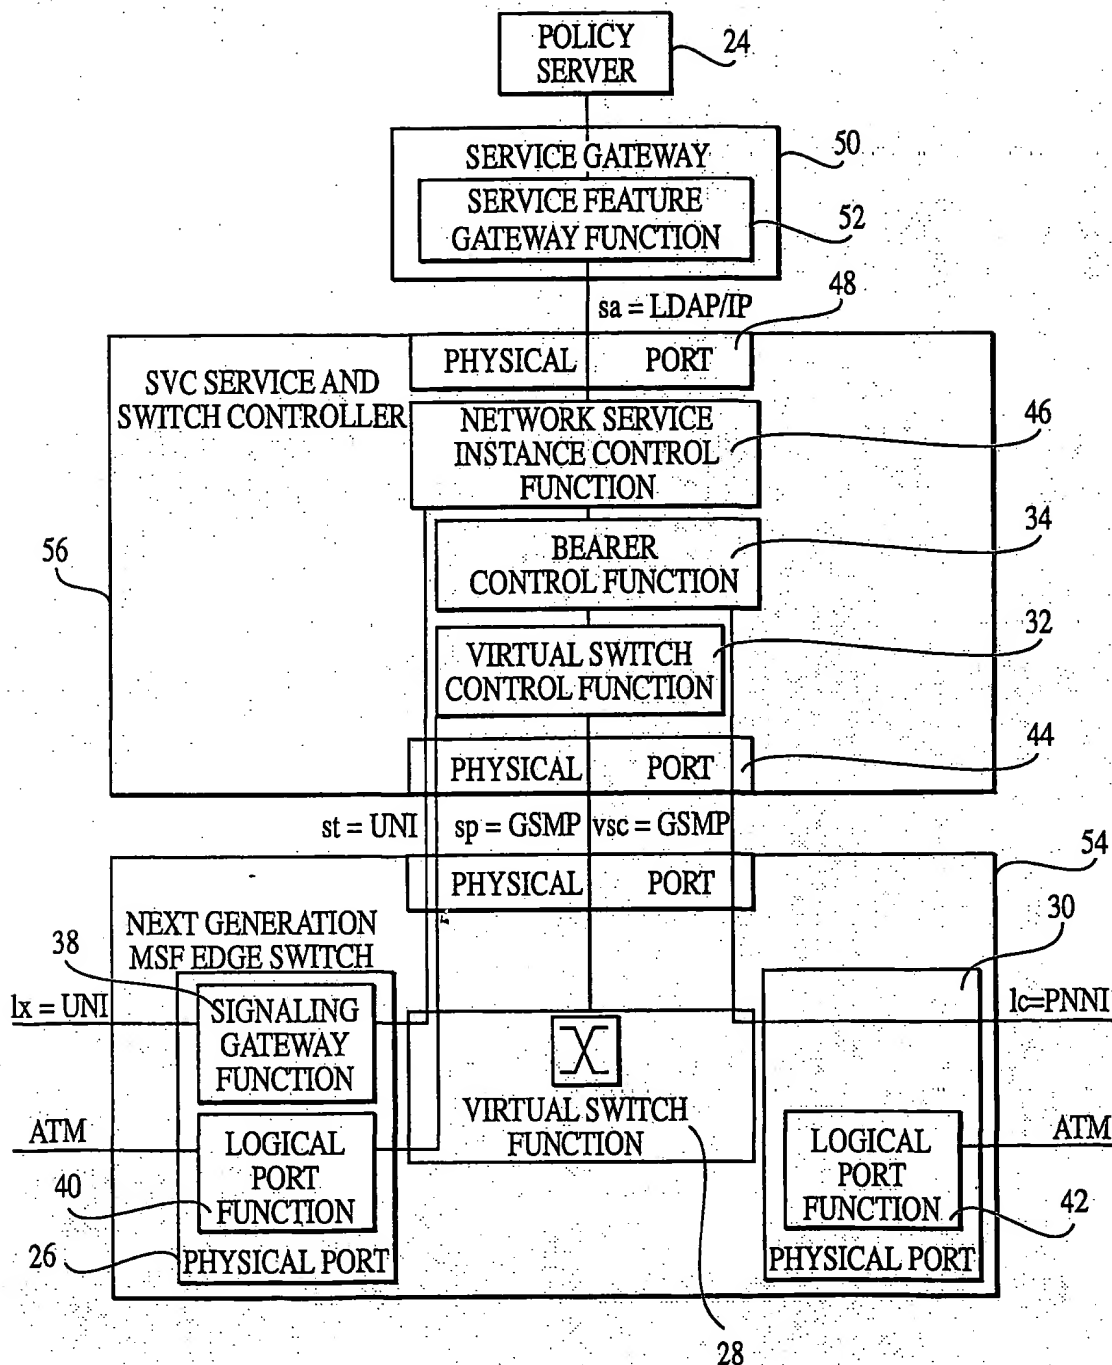 POLICY
SERVER
24
SERVICE GATEWAY
50
SERVICE FEATURE
GATEWAY FUNCTION
52
sa = LDAP/IP
48
PHYSICAL PORT
SVC SERVICE AND
SWITCH CONTROLLER
NETWORK SERVICE
INSTANCE CONTROL
FUNCTION
46
34
BEARER
CONTROL FUNCTION
56
32
VIRTUAL SWITCH
CONTROL FUNCTION
44
PHYSICAL PORT
st = UNI
sp = GSMP
vsc = GSMP
54
PHYSICAL PORT
30
NEXT GENERATION
MSF EDGE SWITCH
38
lx = UNI
SIGNALING
GATEWAY
FUNCTION
lc=PNNI
VIRTUAL SWITCH
FUNCTION
ATM
LOGICAL
PORT
FUNCTION
40
LOGICAL
PORT
FUNCTION
ATM
42
26
PHYSICAL PORT
PHYSICAL PORT
28